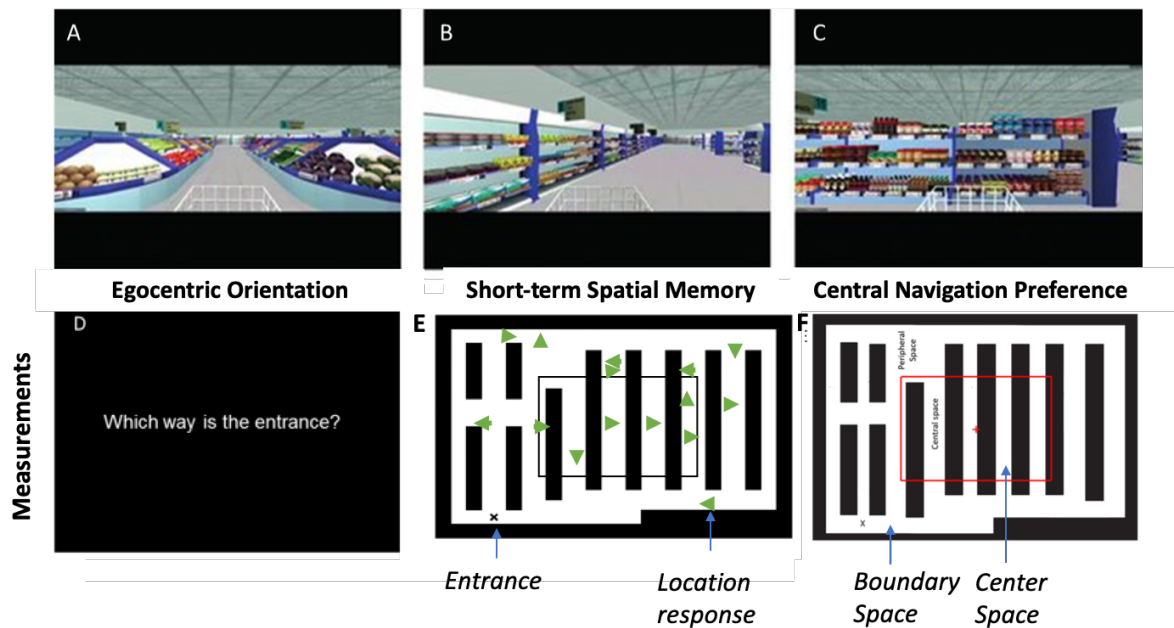 A
B
C
Egocentric Orientation
Short-term Spatial Memory
Central Navigation Preference
Measurements
D
Which way is the entrance?
E
×
Entrance
Location
response
F
Peripheral
Space
Central space
X
Boundary
Space
Center
Space